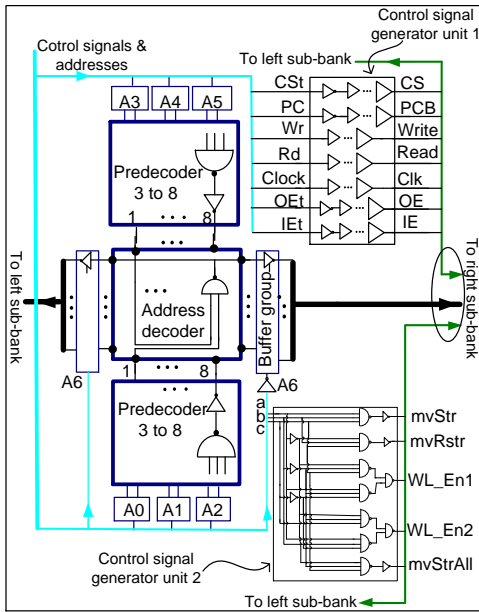 Control signal
generator unit 1
Cotrol signals &
addresses
To left sub-bank
A3 A4 A5
CSt CS
PC PCB
Wr Write
Rd Read
Clock Clk
OEt OE
IEt IE
Predecoder
3 to 8
1 ... 8
To left sub-bank
Address
decoder
Buffer group
To right sub-bank
A6
A6
1 ... 8
Predecoder
3 to 8
a
b
c
mvStr
mvRstr
WL_En1
WL_En2
mvStrAll
A0 A1 A2
Control signal
generator unit 2
To left sub-bank